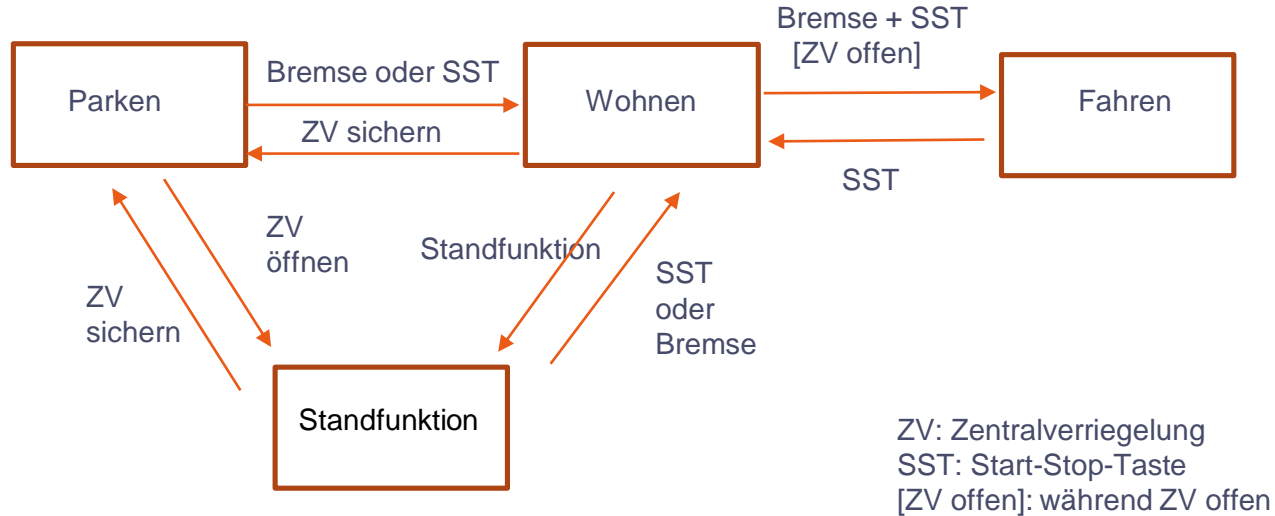 Bremse + SST
[ZV offen]
Parken
Bremse oder SST
Wohnen
Fahren
ZV sichern
SST
ZV
öffnen
Standfunktion
SST
oder
Bremse
ZV
sichern
Standfunktion
ZV: Zentralverriegelung
SST: Start-Stop-Taste
[ZV offen]: während ZV offen